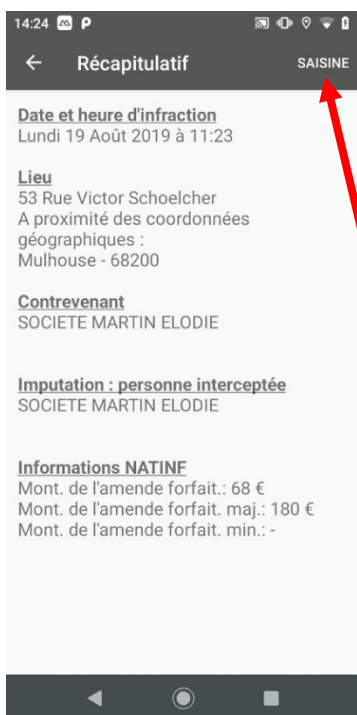 14:24
Récapitulatif SAISINE
Date et heure d'infraction
Lundi 19 Août 2019 à 11:23
Lieu
53 Rue Victor Schoelcher
A proximité des coordonnées
géographiques :
Mulhouse - 68200
Contrevenant
SOCIETE MARTIN ELODIE
Imputation : personne interceptée
SOCIETE MARTIN ELODIE
Informations NATINF
Mont. de l'amende forfait.: 68 €
Mont. de l'amende forfait. maj.: 180 €
Mont. de l'amende forfait. min.: -